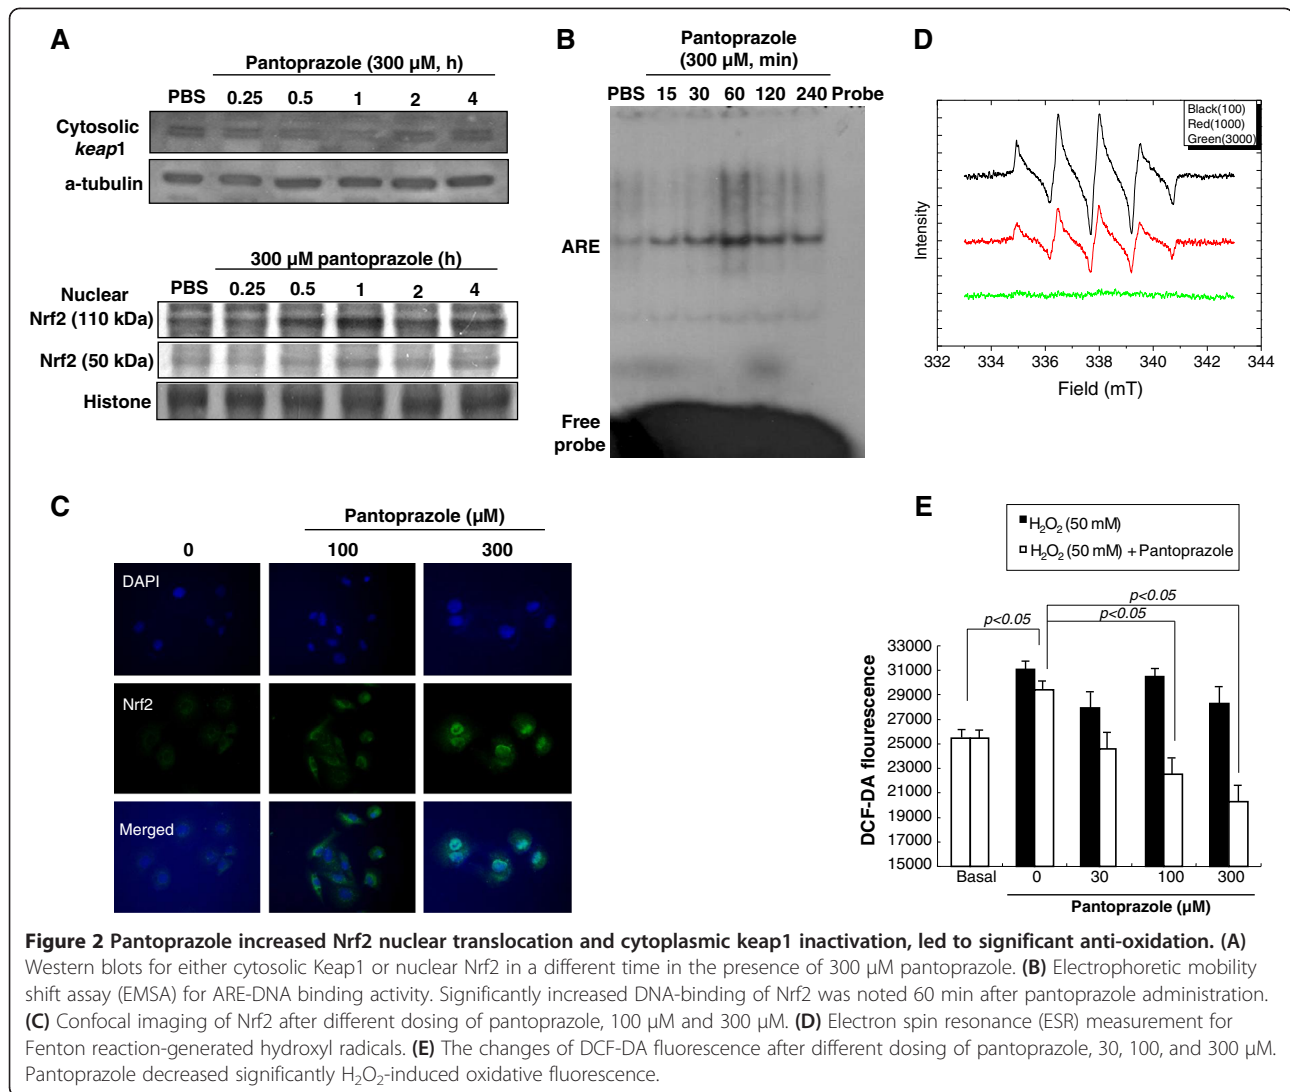 A
Pantoprazole (300 µM, h)
PBS 0.25 0.5 1 2 4
Cytosolic
keap1
a-tubulin
300 µM pantoprazole (h)
PBS 0.25 0.5 1 2 4
Nuclear
Nrf2 (110 kDa)
Nrf2 (50 kDa)
Histone
B
Pantoprazole
(300 µM, min)
PBS 15 30 60 120 240 Probe
ARE
Free
probe
D
Black(100)
Red(1000)
Green(3000)
Intensity
332 334 336 338 340 342 344
Field (mT)
C
Pantoprazole (µM)
0 100 300
DAPI
Nrf2
Merged
E
H₂O₂ (50 mM)
H₂O₂ (50 mM) + Pantoprazole
p<0.05
p<0.05
p<0.05
DCF-DA flourescence
33000
31000
29000
27000
25000
23000
21000
19000
17000
15000
Basal 0 30 100 300
Pantoprazole (µM)
Figure 2 Pantoprazole increased Nrf2 nuclear translocation and cytoplasmic keap1 inactivation, led to significant anti-oxidation. (A)
Western blots for either cytosolic Keap1 or nuclear Nrf2 in a different time in the presence of 300 µM pantoprazole. (B) Electrophoretic mobility
shift assay (EMSA) for ARE-DNA binding activity. Significantly increased DNA-binding of Nrf2 was noted 60 min after pantoprazole administration.
(C) Confocal imaging of Nrf2 after different dosing of pantoprazole, 100 µM and 300 µM. (D) Electron spin resonance (ESR) measurement for
Fenton reaction-generated hydroxyl radicals. (E) The changes of DCF-DA fluorescence after different dosing of pantoprazole, 30, 100, and 300 µM.
Pantoprazole decreased significantly H₂O₂-induced oxidative fluorescence.